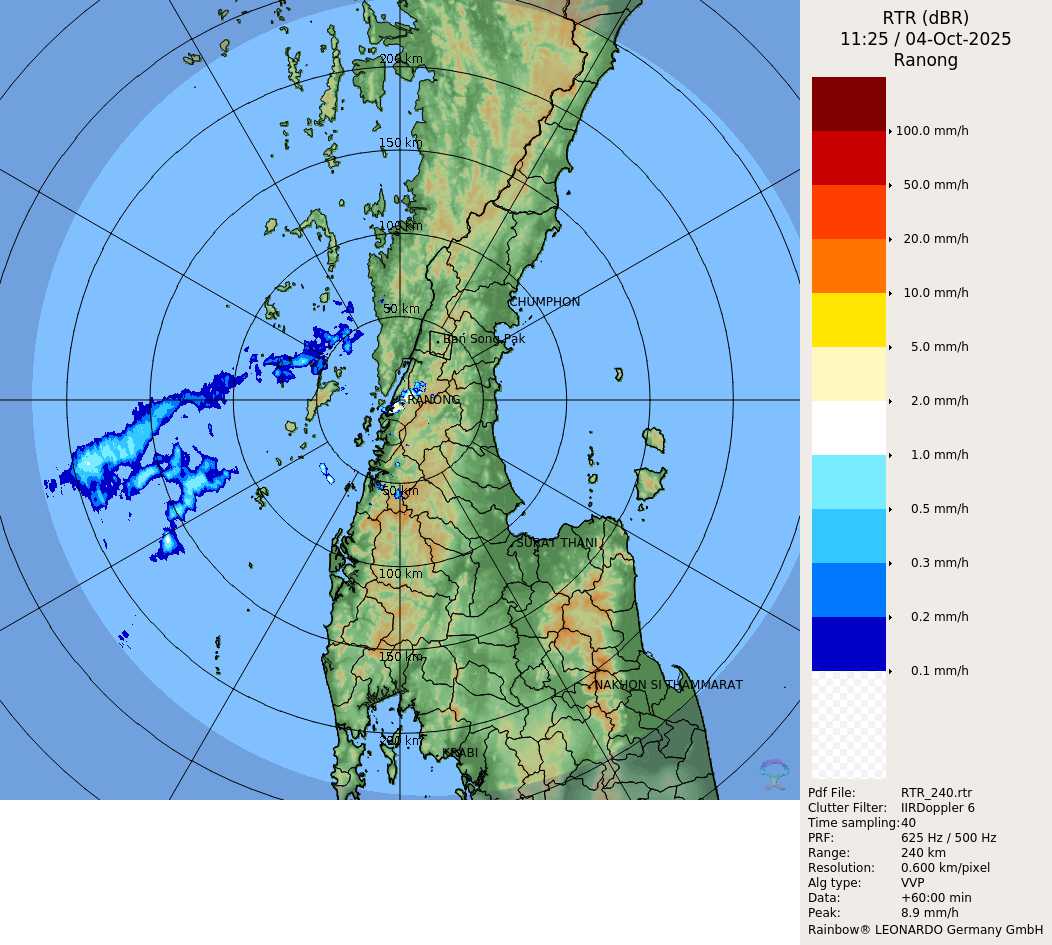 RTR (dBR)
11:25 / 04-Oct-2025
Ranong
100.0 mm/h
50.0 mm/h
20.0 mm/h
10.0 mm/h
5.0 mm/h
2.0 mm/h
1.0 mm/h
0.5 mm/h
0.3 mm/h
0.2 mm/h
0.1 mm/h
200 km
150 km
100 km
CHUMPHON
50 km
Ban Song Pak
RANONG
50 km
SURAT THANI
100 km
150 km
NAKHON SI THAMMARAT
200 km
KRABI
Pdf File: RTR_240.rtr
Clutter Filter: IIRDoppler 6
Time sampling: 40
PRF: 625 Hz / 500 Hz
Range: 240 km
Resolution: 0.600 km/pixel
Alg type: VVP
Data: +60:00 min
Peak: 8.9 mm/h
Rainbow® LEONARDO Germany GmbH